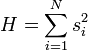 H = \sum_{i=1}^{N} s_i^2